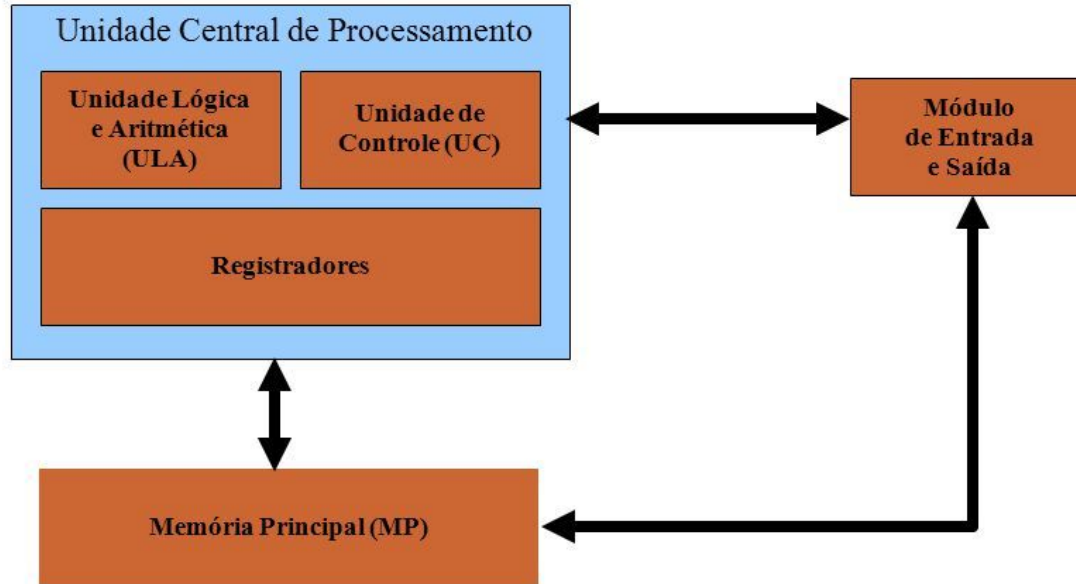 Unidade Central de Processamento
Unidade Lógica
e Aritmética
(ULA)
Unidade de
Controle (UC)
Registradores
Módulo
de Entrada
e Saída
Memória Principal (MP)